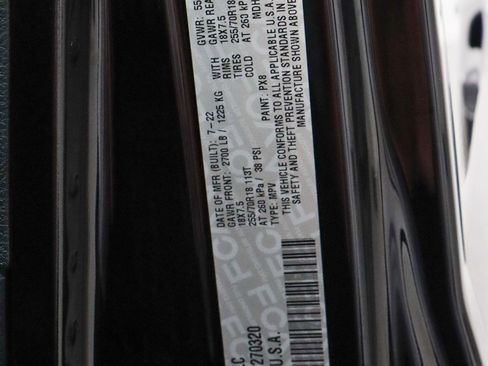 LC
DATE OF MFR (BUILT): 7-22 GVWR: 55
GAWR FRONT: 2700 LB / 1225 KG WITH GAWR REA
18X7.5 RIMS 18X7.5
255/70R18 113T TIRES 255/70R18
AT 260 kPa / 38 PSI COLD AT 260 kP
TYPE: MPV PAINT: PX8 MDH
THIS VEHICLE CONFORMS TO ALL APPLICABLE U.S.A.
SAFETY AND THEFT PREVENTION STANDARDS IN
MANUFACTURE SHOWN ABOVE
270320
U.S.A.